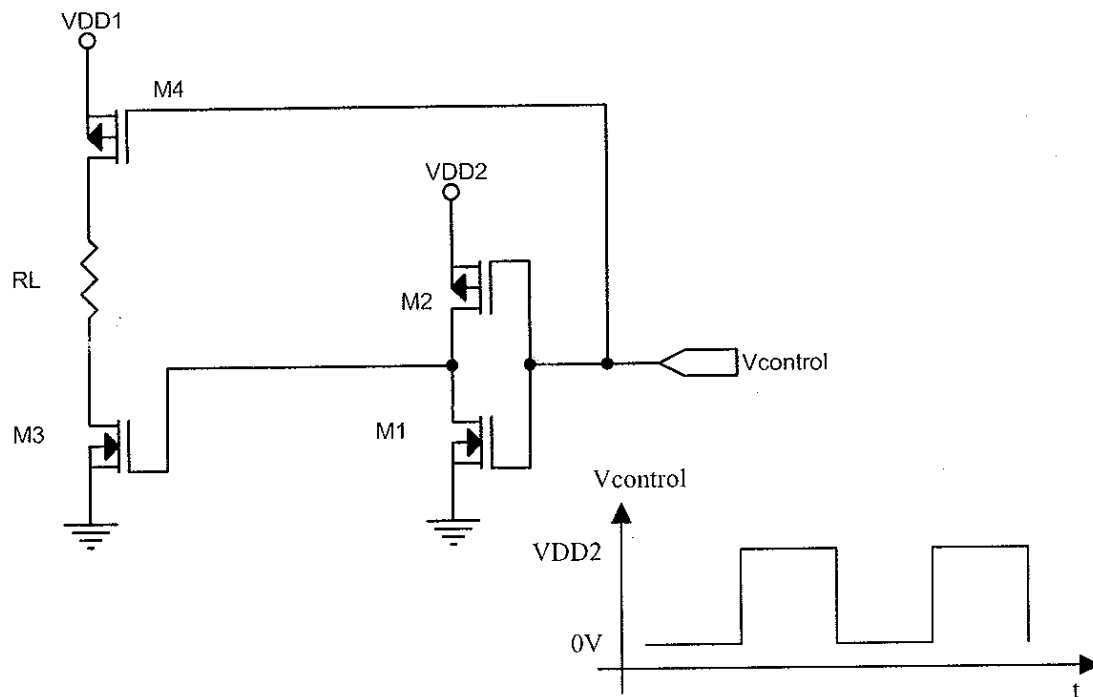 VDD1
M4
VDD2
RL
M2
Vcontrol
M3
M1
Vcontrol
VDD2
0V
t